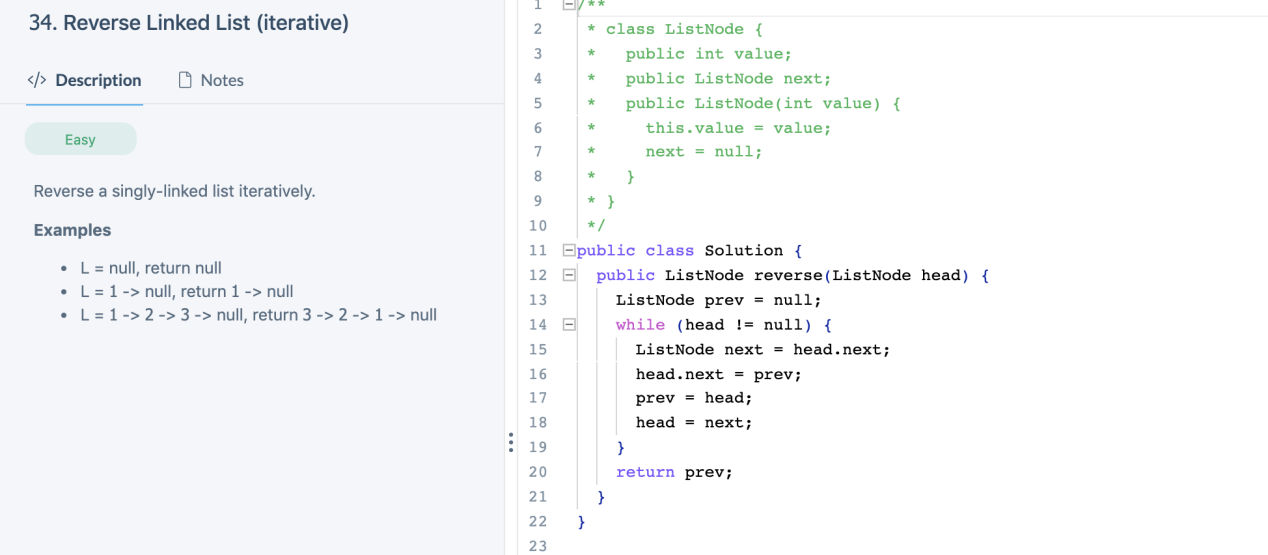 34. Reverse Linked List (iterative)
</> Description Notes
Easy
Reverse a singly-linked list iteratively.
Examples
• L = null, return null
• L = 1 -> null, return 1 -> null
• L = 1 -> 2 -> 3 -> null, return 3 -> 2 -> 1 -> null
1 /**
2  * class ListNode {
3  *   public int value;
4  *   public ListNode next;
5  *   public ListNode(int value) {
6  *     this.value = value;
7  *     next = null;
8  *   }
9  * }
10  */
11 public class Solution {
12   public ListNode reverse(ListNode head) {
13     ListNode prev = null;
14     while (head != null) {
15       ListNode next = head.next;
16       head.next = prev;
17       prev = head;
18       head = next;
19     }
20     return prev;
21   }
22 }
23